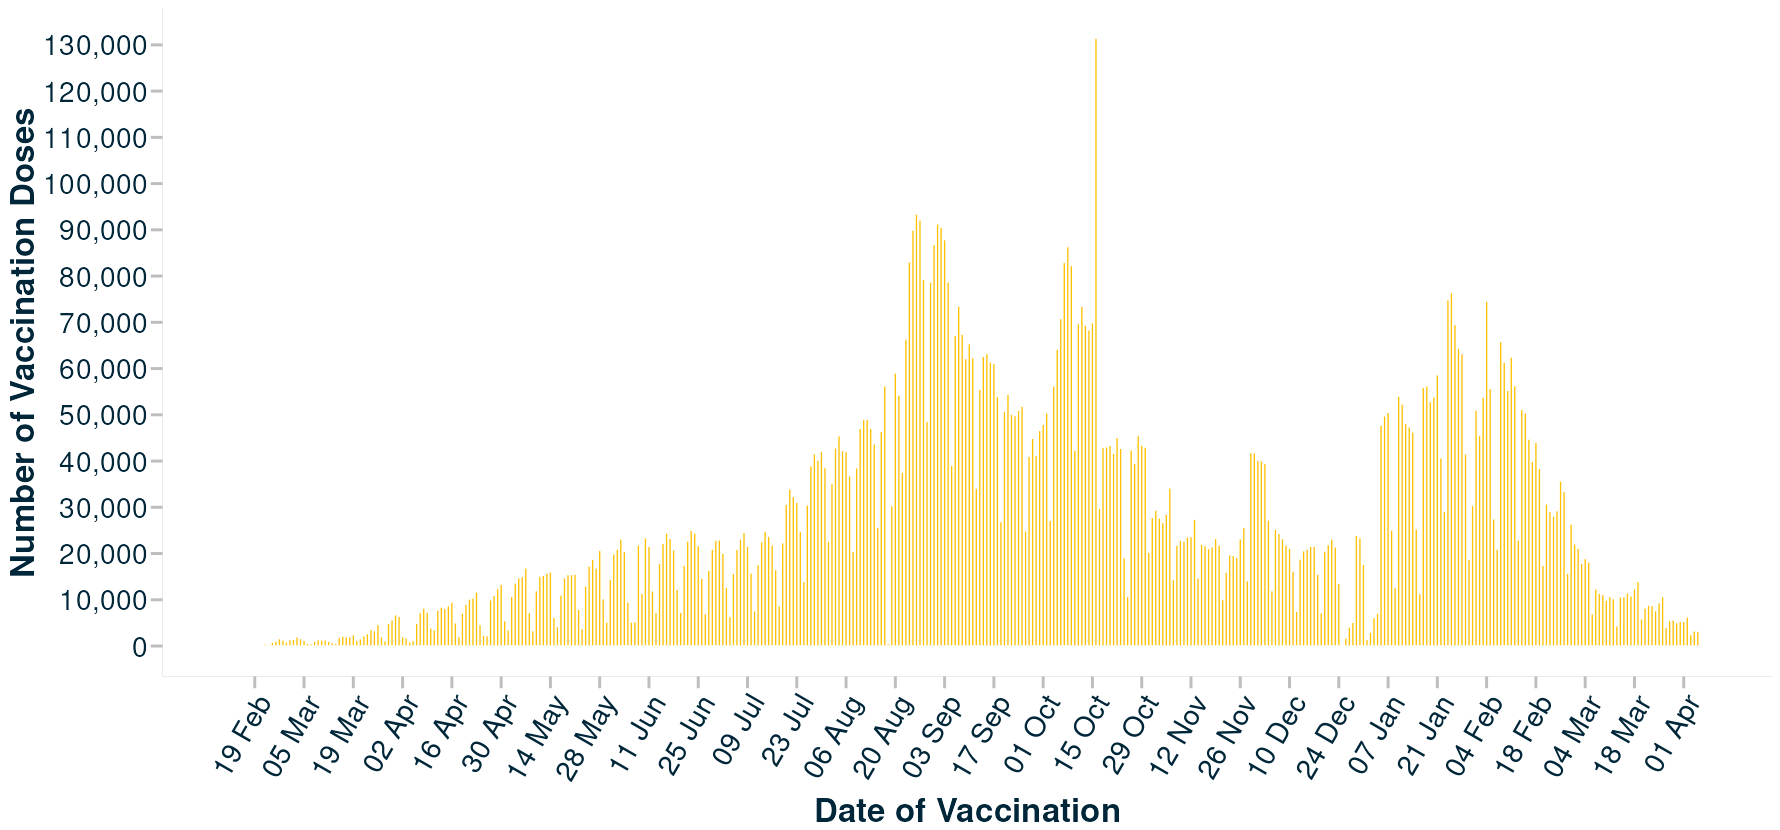 Number of Vaccination Doses
130,000
120,000
110,000
100,000
90,000
80,000
70,000
60,000
50,000
40,000
30,000
20,000
10,000
0
19 Feb
05 Mar
19 Mar
02 Apr
16 Apr
30 Apr
14 May
28 May
11 Jun
25 Jun
09 Jul
23 Jul
06 Aug
20 Aug
03 Sep
17 Sep
01 Oct
15 Oct
29 Oct
12 Nov
26 Nov
10 Dec
24 Dec
07 Jan
21 Jan
04 Feb
18 Feb
04 Mar
18 Mar
01 Apr
Date of Vaccination